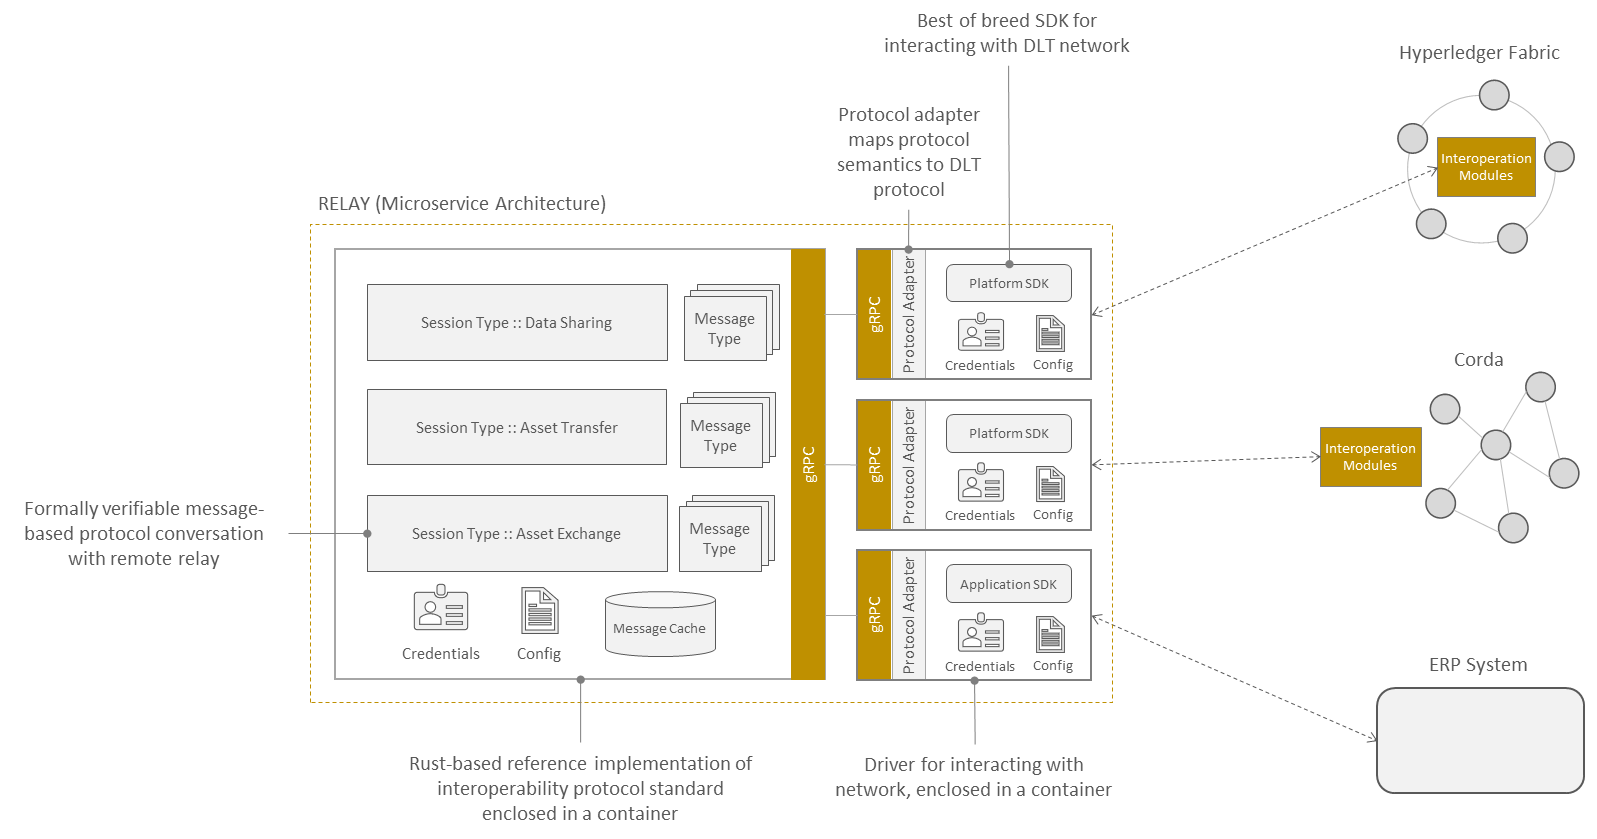 Best of breed SDK for
interacting with DLT network
Hyperledger Fabric
Protocol adapter
maps protocol
semantics to DLT
protocol
Interoperation
Modules
RELAY (Microservice Architecture)
Session Type :: Data Sharing
Message
Type
gRPC
gRPC
Protocol Adapter
Platform SDK
Credentials
Config
Corda
Session Type :: Asset Transfer
Message
Type
gRPC
Protocol Adapter
Platform SDK
Credentials
Config
Interoperation
Modules
Formally verifiable message-
based protocol conversation
with remote relay
Session Type :: Asset Exchange
Message
Type
Credentials
Config
Message Cache
gRPC
Protocol Adapter
Application SDK
Credentials
Config
ERP System
Rust-based reference implementation of
interoperability protocol standard
enclosed in a container
Driver for interacting with
network, enclosed in a container